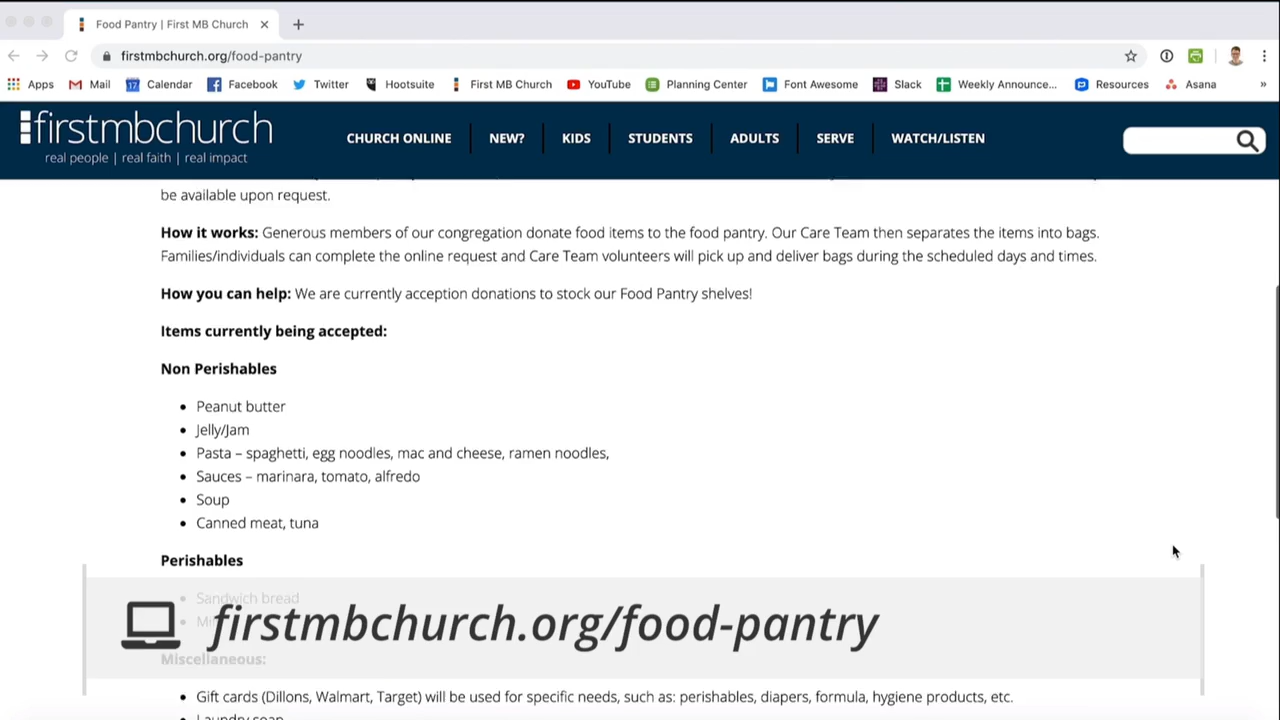 Food Pantry | First MB Church
firstmbchurch.org/food-pantry
Apps Mail Calendar Facebook Twitter Hootsuite First MB Church YouTube Planning Center Font Awesome Slack Weekly Announce... Resources Asana »
firstmbchurch
real people | real faith | real impact
CHURCH ONLINE NEW? KIDS STUDENTS ADULTS SERVE WATCH/LISTEN
be available upon request.
How it works: Generous members of our congregation donate food items to the food pantry. Our Care Team then separates the items into bags.
Families/individuals can complete the online request and Care Team volunteers will pick up and deliver bags during the scheduled days and times.
How you can help: We are currently acception donations to stock our Food Pantry shelves!
Items currently being accepted:
Non Perishables
Peanut butter
Jelly/Jam
Pasta – spaghetti, egg noodles, mac and cheese, ramen noodles,
Sauces – marinara, tomato, alfredo
Soup
Canned meat, tuna
Perishables
Sandwich bread
firstmbchurch.org/food-pantry
Miscellaneous:
Gift cards (Dillons, Walmart, Target) will be used for specific needs, such as: perishables, diapers, formula, hygiene products, etc.
Laundry soap